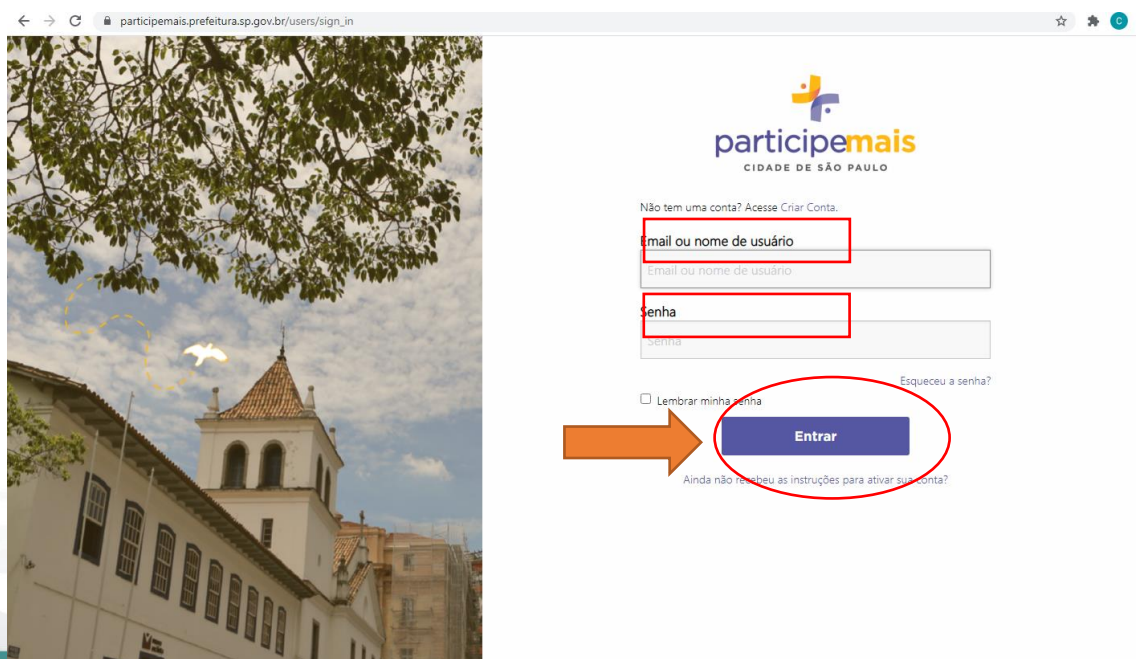 participemais.prefeitura.sp.gov.br/users/sign_in
C
participemais
CIDADE DE SÃO PAULO
Não tem uma conta? Acesse Criar Conta.
Email ou nome de usuário
Email ou nome de usuário
Senha
Senha
Esqueceu a senha?
Lembrar minha senha
Entrar
Ainda não recebeu as instruções para ativar sua conta?